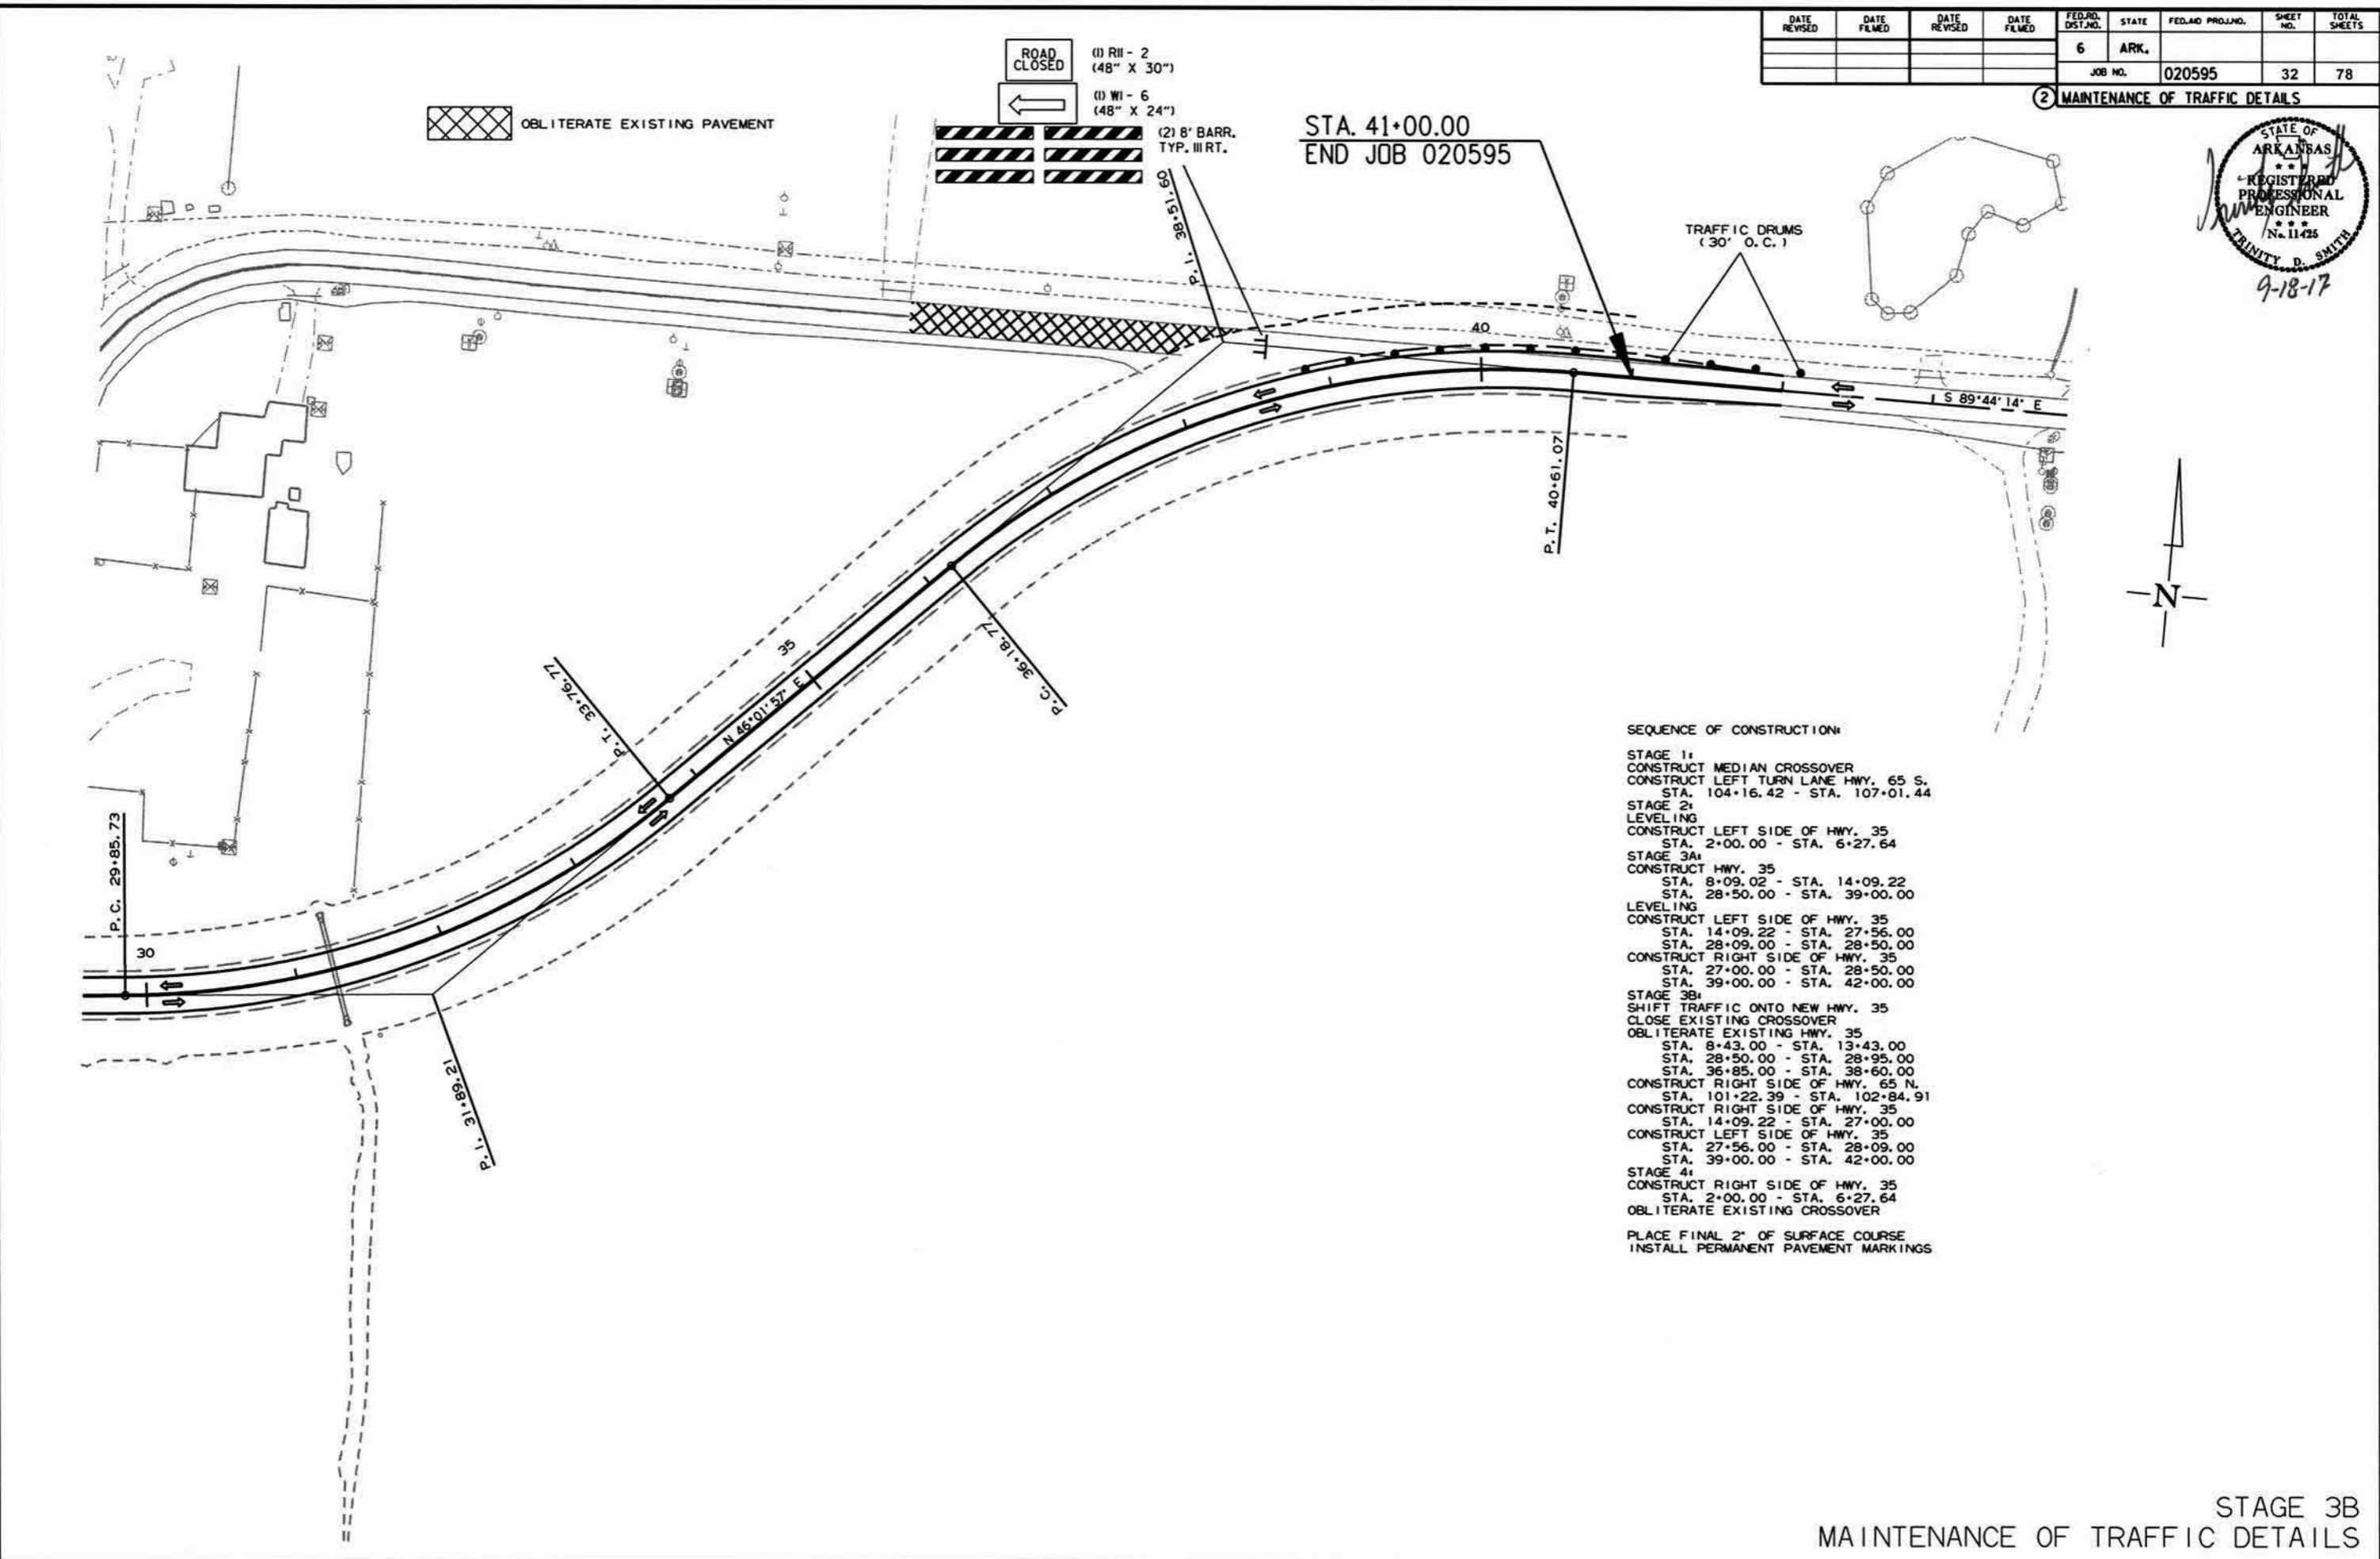 DATE REVISED
DATE FILMED
DATE REVISED
DATE FILMED
FED.RD. DIST.NO.
STATE
FED.AID PROJ.NO.
SHEET NO.
TOTAL SHEETS
6
ARK.
JOB NO.
020595
32
78
2 MAINTENANCE OF TRAFFIC DETAILS
STATE OF
ARKANSAS
* * *
REGISTERED
PROFESSIONAL
ENGINEER
* * *
No. 11425
TRINITY D. SMITH
9-18-17
OBLITERATE EXISTING PAVEMENT
ROAD
CLOSED
(1) R11 - 2
(48" X 30")
(1) W1 - 6
(48" X 24")
(2) 8' BARR.
TYP. III RT.
STA. 41+00.00
END JOB 020595
TRAFFIC DRUMS
(30' O.C.)
P.I. 38+51.60
40
S 89°44'14" E
P.T. 40+61.07
N
35
P.C. 36+18.77
P.T. 33+76.77
N 46°01'57" E
P.C. 29+85.73
30
P.I. 31+89.21
SEQUENCE OF CONSTRUCTION:
STAGE 1:
CONSTRUCT MEDIAN CROSSOVER
CONSTRUCT LEFT TURN LANE HWY. 65 S.
STA. 104+16.42 - STA. 107+01.44
STAGE 2:
LEVELING
CONSTRUCT LEFT SIDE OF HWY. 35
STA. 2+00.00 - STA. 6+27.64
STAGE 3A:
CONSTRUCT HWY. 35
STA. 8+09.02 - STA. 14+09.22
STA. 28+50.00 - STA. 39+00.00
LEVELING
CONSTRUCT LEFT SIDE OF HWY. 35
STA. 14+09.22 - STA. 27+56.00
STA. 28+09.00 - STA. 28+50.00
CONSTRUCT RIGHT SIDE OF HWY. 35
STA. 27+00.00 - STA. 28+50.00
STA. 39+00.00 - STA. 42+00.00
STAGE 3B:
SHIFT TRAFFIC ONTO NEW HWY. 35
CLOSE EXISTING CROSSOVER
OBLITERATE EXISTING HWY. 35
STA. 8+43.00 - STA. 13+43.00
STA. 28+50.00 - STA. 28+95.00
STA. 36+85.00 - STA. 38+60.00
CONSTRUCT RIGHT SIDE OF HWY. 65 N.
STA. 101+22.39 - STA. 102+84.91
CONSTRUCT RIGHT SIDE OF HWY. 35
STA. 14+09.22 - STA. 27+00.00
CONSTRUCT LEFT SIDE OF HWY. 35
STA. 27+56.00 - STA. 28+09.00
STA. 39+00.00 - STA. 42+00.00
STAGE 4:
CONSTRUCT RIGHT SIDE OF HWY. 35
STA. 2+00.00 - STA. 6+27.64
OBLITERATE EXISTING CROSSOVER
PLACE FINAL 2" OF SURFACE COURSE
INSTALL PERMANENT PAVEMENT MARKINGS
STAGE 3B
MAINTENANCE OF TRAFFIC DETAILS